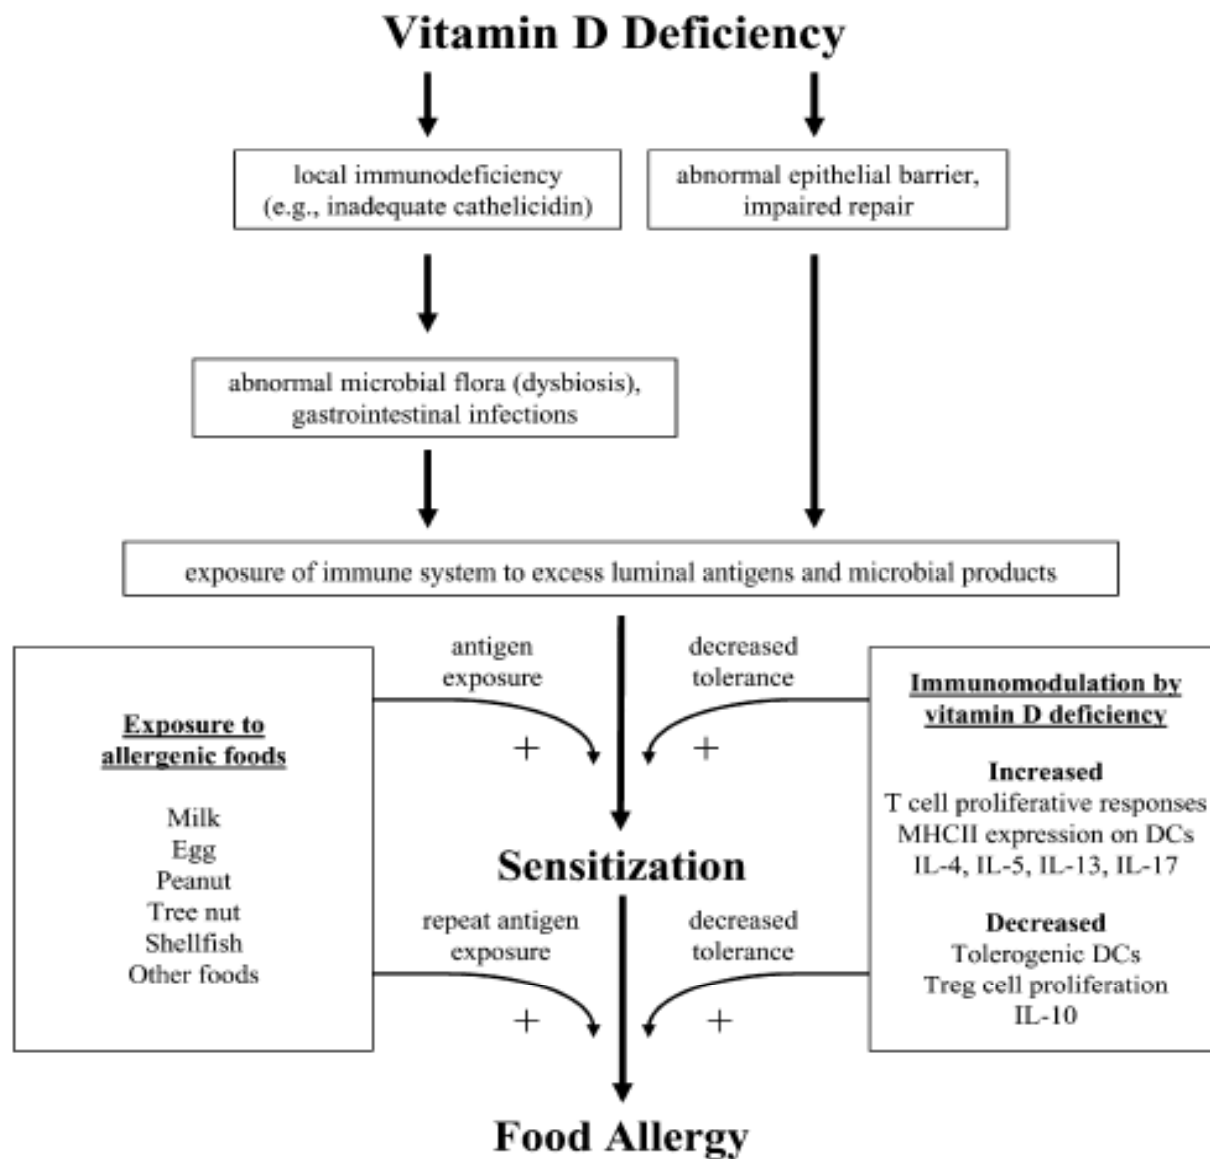 Vitamin D Deficiency
local immunodeficiency
(e.g., inadequate cathelicidin)
abnormal epithelial barrier,
impaired repair
abnormal microbial flora (dysbiosis),
gastrointestinal infections
exposure of immune system to excess luminal antigens and microbial products
antigen
exposure
decreased
tolerance
+
+
Exposure to
allergenic foods
Milk
Egg
Peanut
Tree nut
Shellfish
Other foods
Immunomodulation by
vitamin D deficiency
Increased
T cell proliferative responses
MHCII expression on DCs
IL-4, IL-5, IL-13, IL-17
Decreased
Tolerogenic DCs
Treg cell proliferation
IL-10
Sensitization
repeat antigen
exposure
decreased
tolerance
+
+
Food Allergy